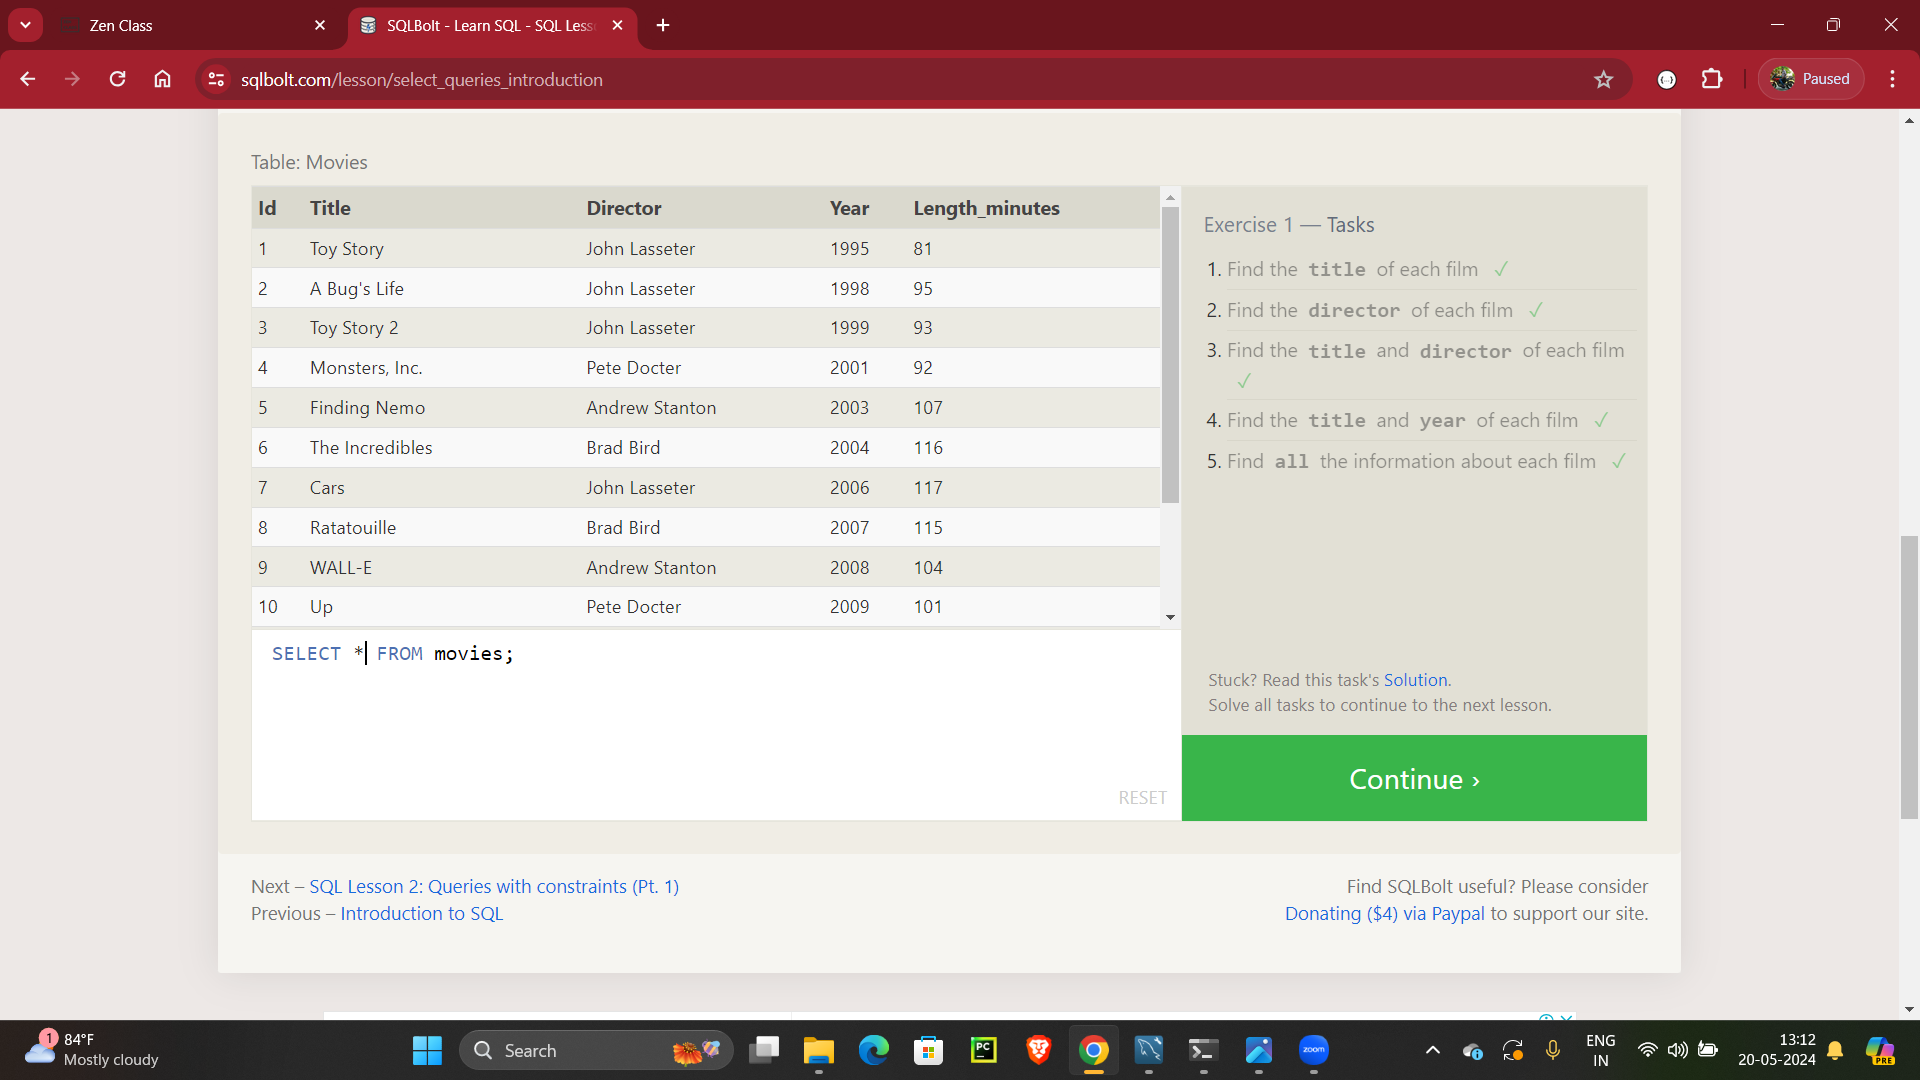 Zen Class
SQLBolt - Learn SQL - SQL Less
sqlbolt.com/lesson/select_queries_introduction
Paused
Table: Movies
Id Title Director Year Length_minutes
1 Toy Story John Lasseter 1995 81
2 A Bug's Life John Lasseter 1998 95
3 Toy Story 2 John Lasseter 1999 93
4 Monsters, Inc. Pete Docter 2001 92
5 Finding Nemo Andrew Stanton 2003 107
6 The Incredibles Brad Bird 2004 116
7 Cars John Lasseter 2006 117
8 Ratatouille Brad Bird 2007 115
9 WALL-E Andrew Stanton 2008 104
10 Up Pete Docter 2009 101
SELECT * FROM movies;
RESET
Exercise 1 — Tasks
1. Find the title of each film ✓
2. Find the director of each film ✓
3. Find the title and director of each film
✓
4. Find the title and year of each film ✓
5. Find all the information about each film ✓
Stuck? Read this task's Solution.
Solve all tasks to continue to the next lesson.
Continue ›
Next – SQL Lesson 2: Queries with constraints (Pt. 1)
Previous – Introduction to SQL
Find SQLBolt useful? Please consider
Donating ($4) via Paypal to support our site.
1
84°F
Mostly cloudy
Search
PC
zoom
ENG
IN
13:12
20-05-2024
PRE